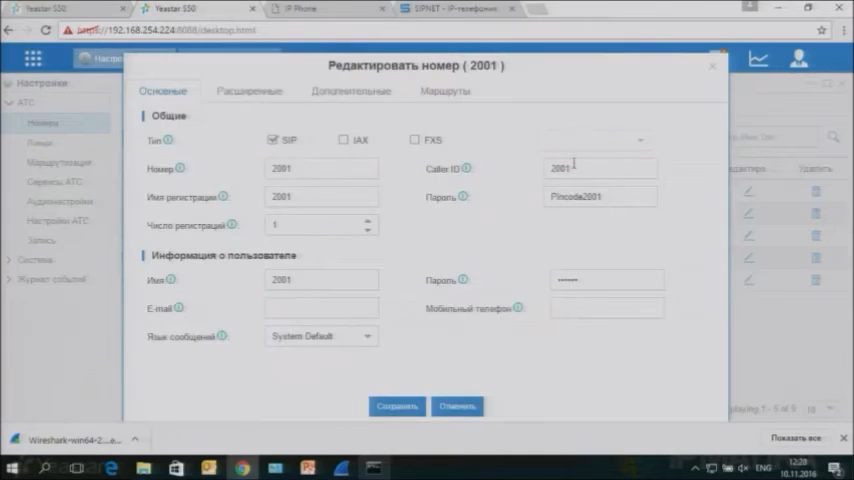 Yeastar S50
Yeastar S50
IP Phone
SIPNET - IP-телефония
https://192.168.254.224:8088/desktop.html
Настройки
АТС
Номера
Линии
Маршрутизация
Сервисы АТС
Аудионастройки
Настройки АТС
Запись
Система
Журнал событий
Редактировать номер ( 2001 )
Основные
Расширенные
Дополнительные
Маршруты
Общие
Тип
SIP
IAX
FXS
Номер
2001
Caller ID
2001
Имя регистрации
2001
Пароль
Pincode2001
Число регистраций
1
Информация о пользователе
Имя
2001
Пароль
••••••
E-mail
Мобильный телефон
Язык сообщений
System Default
Сохранить
Отменить
Удалить
10
Wireshark-win64-2....e...
Показать все
ENG
12:28
10.11.2016